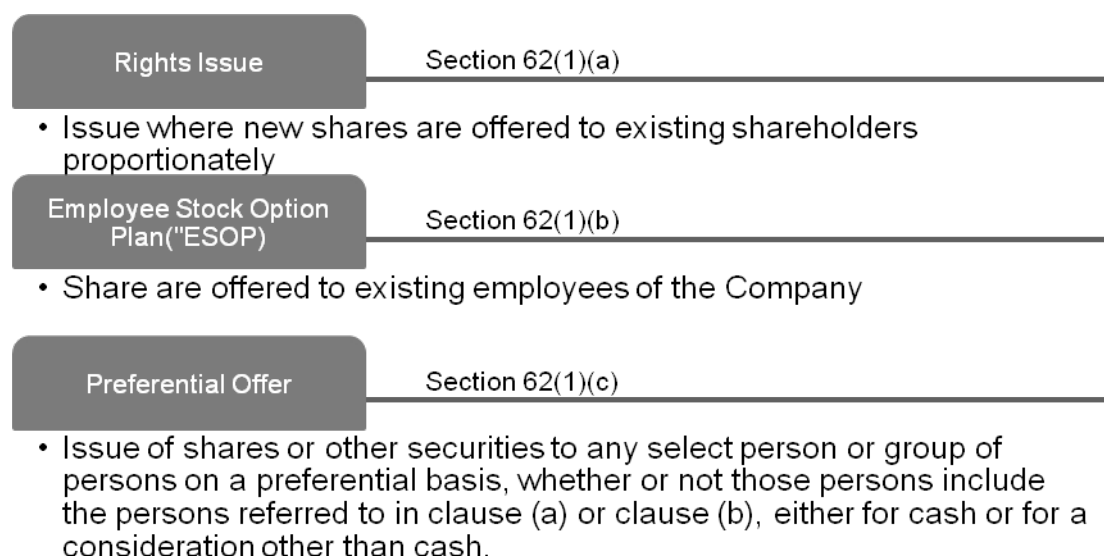 Rights Issue
Section 62(1)(a)
• Issue where new shares are offered to existing shareholders
proportionately
Employee Stock Option
Plan("ESOP)
Section 62(1)(b)
• Share are offered to existing employees of the Company
Preferential Offer
Section 62(1)(c)
• Issue of shares or other securities to any select person or group of
persons on a preferential basis, whether or not those persons include
the persons referred to in clause (a) or clause (b), either for cash or for a
consideration other than cash.